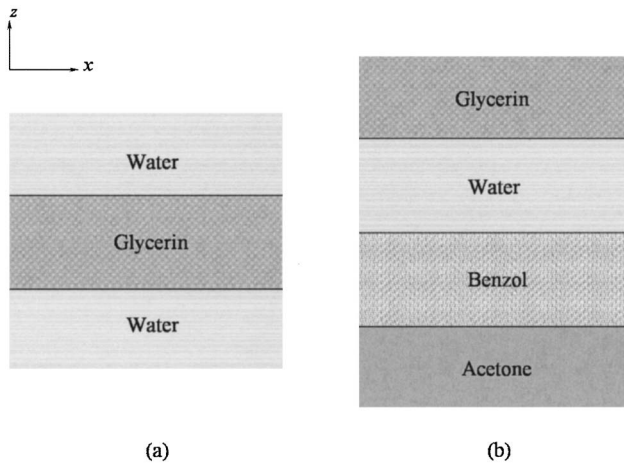 z
x
Water
Glycerin
Water
(a)
Glycerin
Water
Benzol
Acetone
(b)